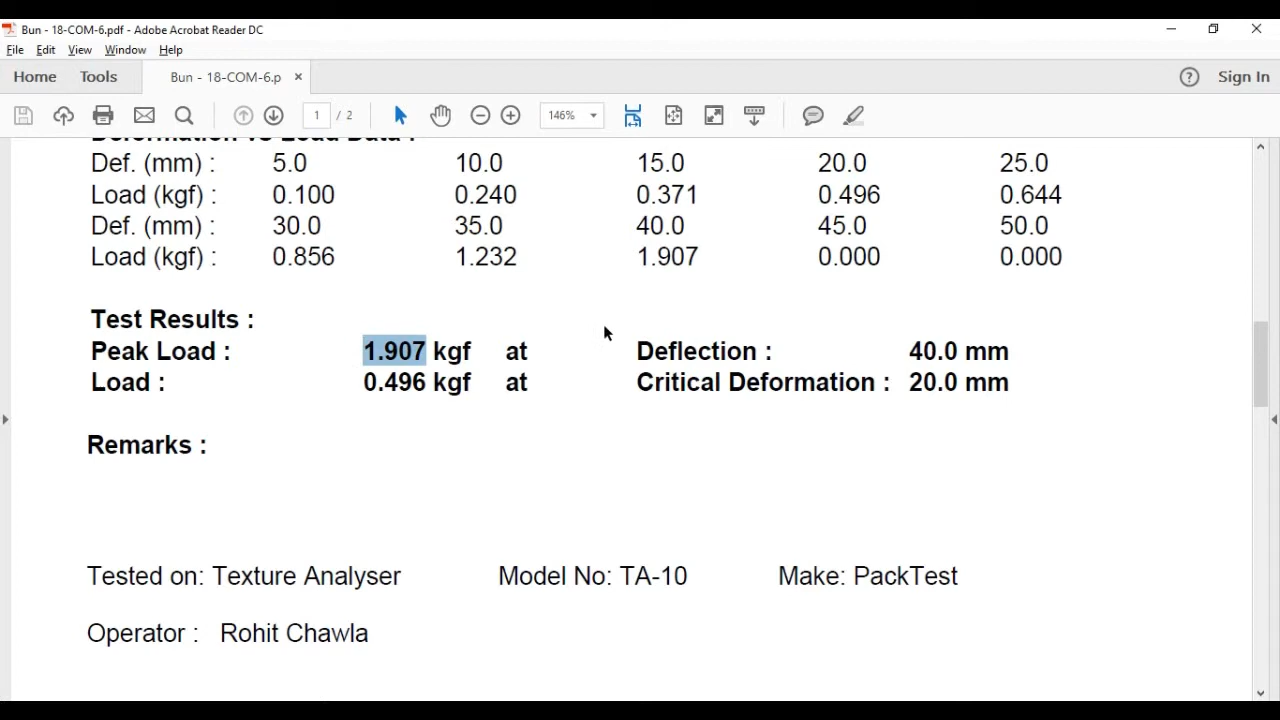 Bun - 18-COM-6.pdf - Adobe Acrobat Reader DC
File Edit View Window Help
Home Tools Bun - 18-COM-6.p × ? Sign In
1 / 2 146%
Deformation vs Load Data :
Def. (mm) : 5.0 10.0 15.0 20.0 25.0
Load (kgf) : 0.100 0.240 0.371 0.496 0.644
Def. (mm) : 30.0 35.0 40.0 45.0 50.0
Load (kgf) : 0.856 1.232 1.907 0.000 0.000
Test Results :
Peak Load : 1.907 kgf at Deflection : 40.0 mm
Load : 0.496 kgf at Critical Deformation : 20.0 mm
Remarks :
Tested on: Texture Analyser Model No: TA-10 Make: PackTest
Operator : Rohit Chawla